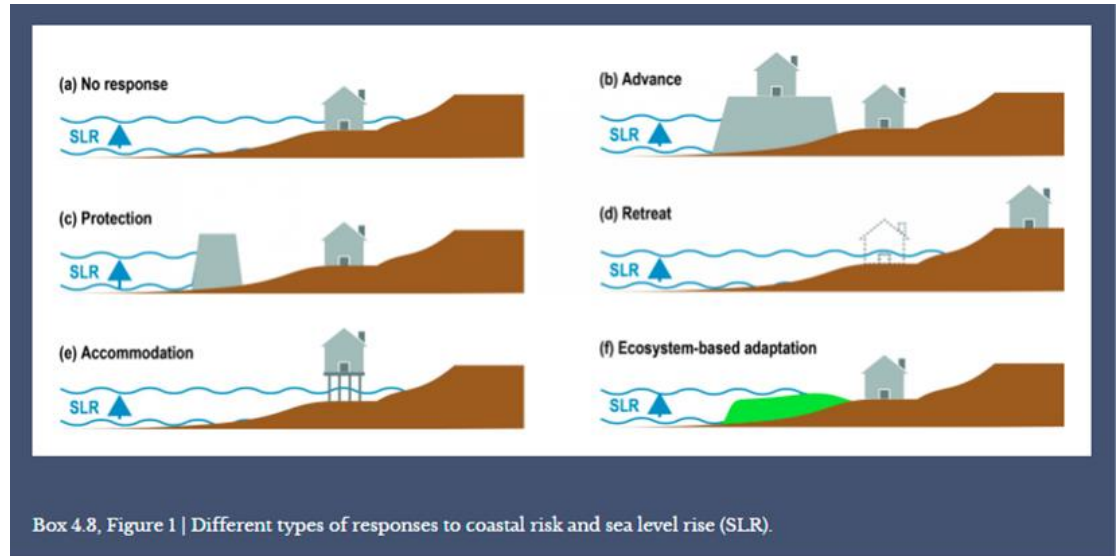 (a) No response
SLR
(b) Advance
SLR
(c) Protection
SLR
(d) Retreat
SLR
(e) Accommodation
SLR
(f) Ecosystem-based adaptation
SLR
Box 4.8, Figure 1 | Different types of responses to coastal risk and sea level rise (SLR).